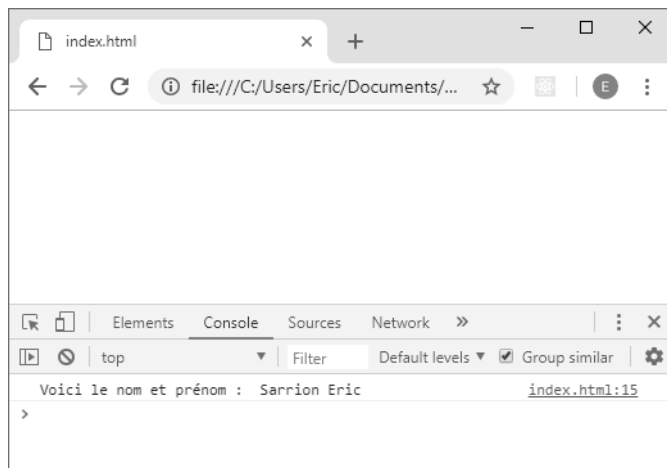 index.html
file:///C:/Users/Eric/Documents/...
E
Elements Console Sources Network »
top Filter Default levels Group similar
Voici le nom et prénom :  Sarrion Eric index.html:15
>